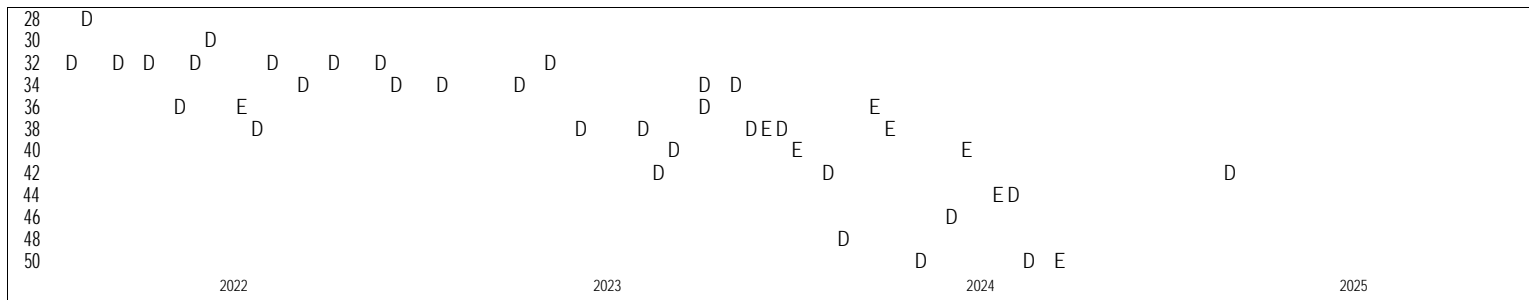 28 D
30 D
32 D D D D D D D D
34 D D D D D D
36 D E D E
38 D D D D E D D
40 D E E
42 D D D
44 E D
46 D
48 D
50 D D E
2022 2023 2024 2025